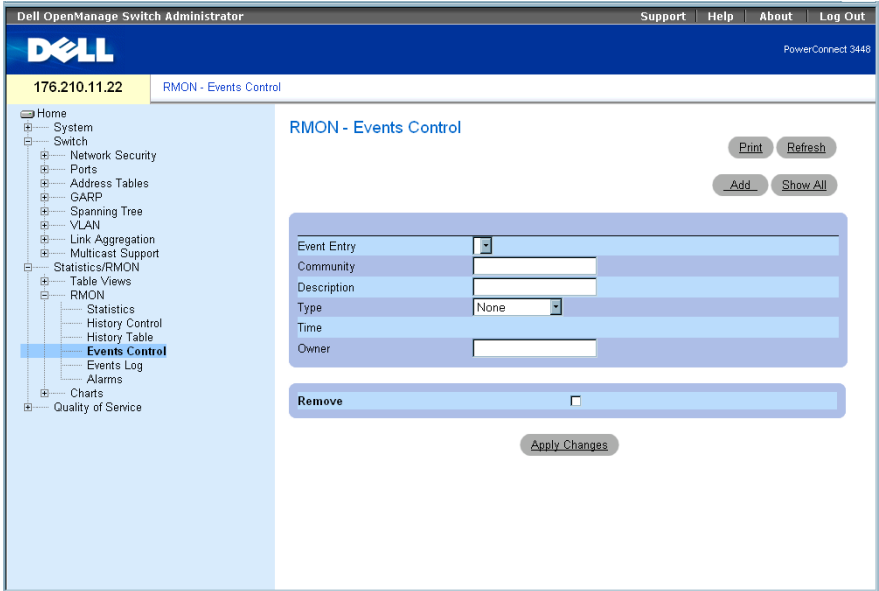 Dell OpenManage Switch Administrator
Support Help About Log Out
DELL
PowerConnect 3448
176.210.11.22
RMON - Events Control
Home
System
Switch
Network Security
Ports
Address Tables
GARP
Spanning Tree
VLAN
Link Aggregation
Multicast Support
Statistics/RMON
Table Views
RMON
Statistics
History Control
History Table
Events Control
Events Log
Alarms
Charts
Quality of Service
RMON - Events Control
Print Refresh
Add Show All
Event Entry
Community
Description
Type None
Time
Owner
Remove
Apply Changes